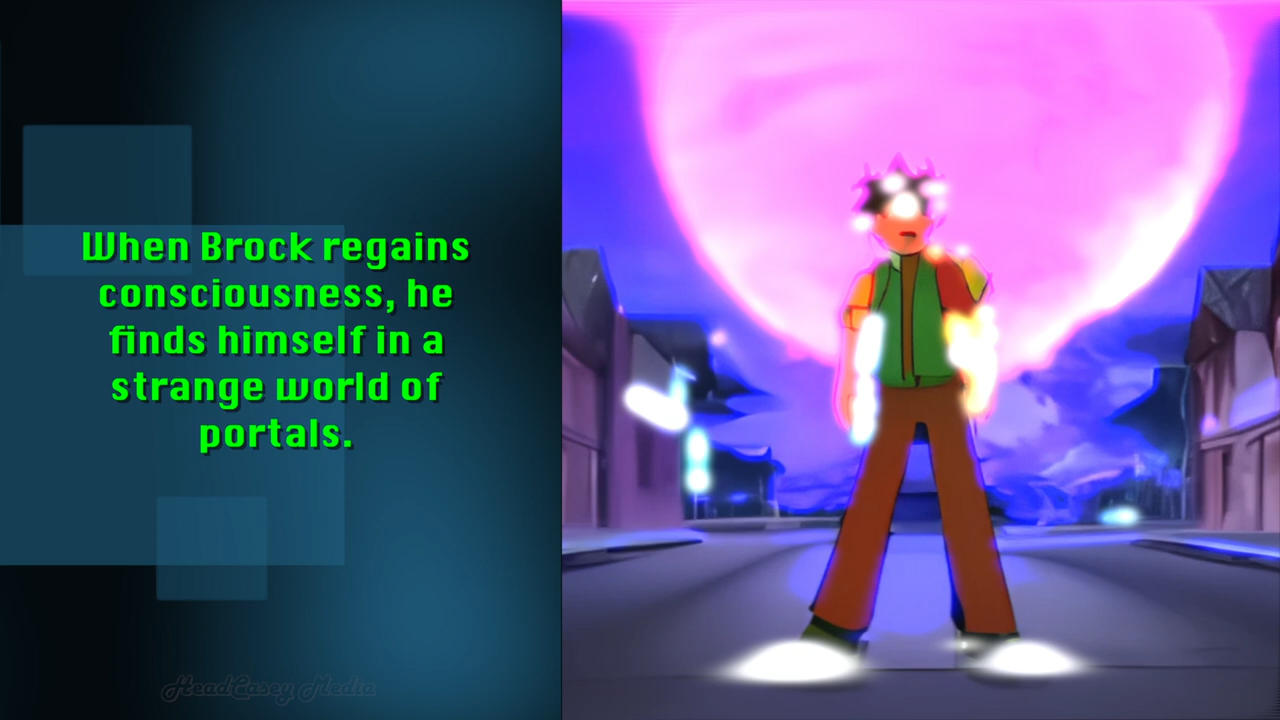 When Brock regains
consciousness, he
finds himself in a
strange world of
portals.
HeadCasey Media